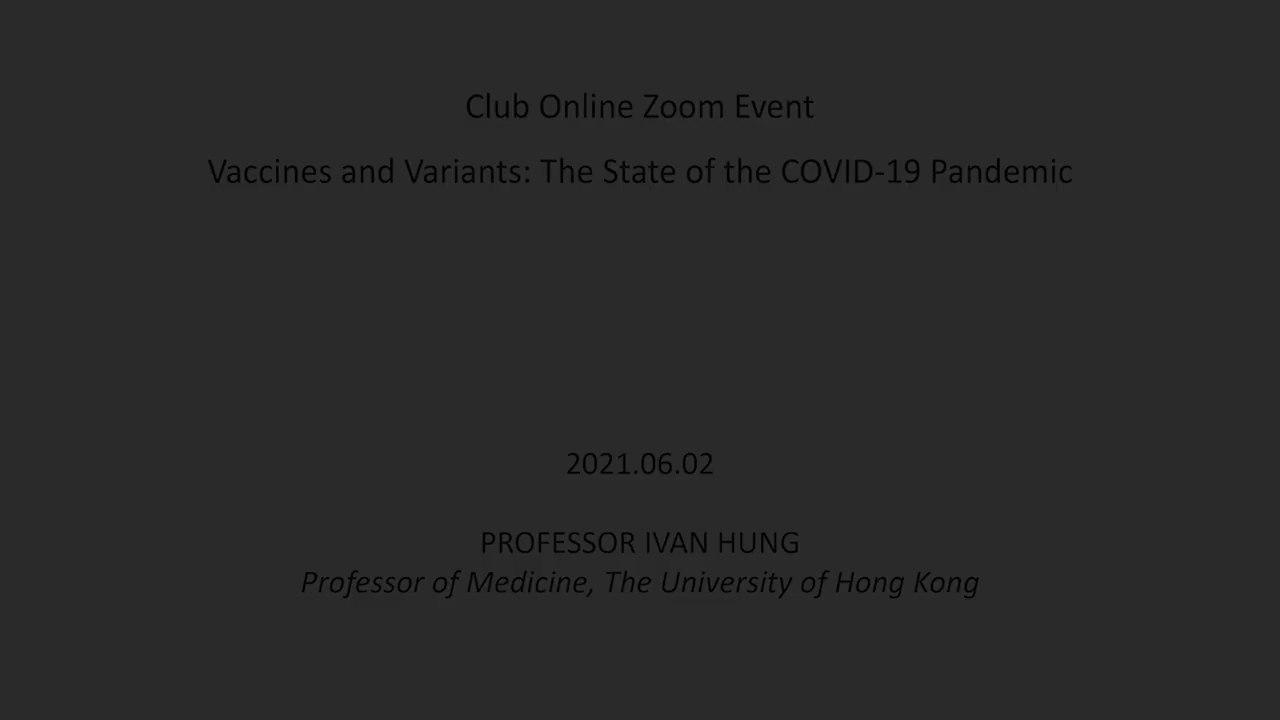 Club Online Zoom Event
Vaccines and Variants: The State of the COVID-19 Pandemic
2021.06.02
PROFESSOR IVAN HUNG
Professor of Medicine, The University of Hong Kong